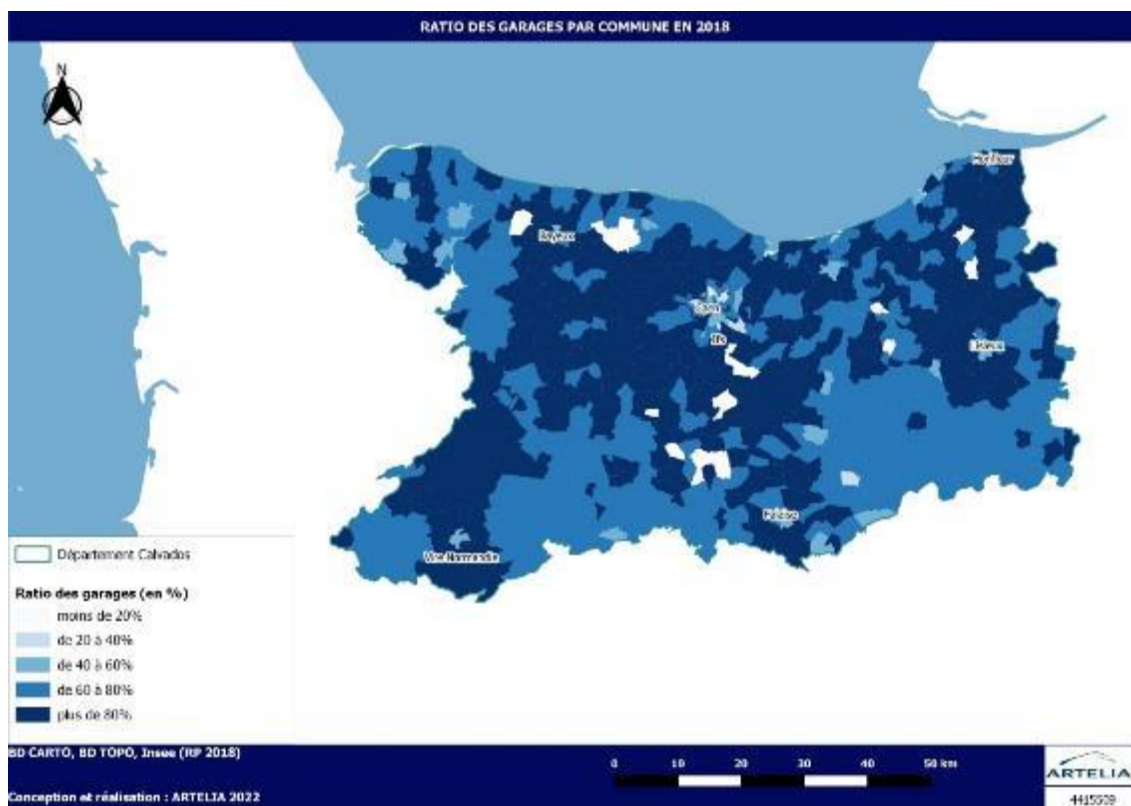 RATIO DES GARAGES PAR COMMUNE EN 2018
N
Honfleur
Bayeux
Caen
Ifs
Lisieux
Falaise
Vire Normandie
Département Calvados
Ratio des garages (en %)
moins de 20%
de 20 à 40%
de 40 à 60%
de 60 à 80%
plus de 80%
BD CARTO, BD TOPO, Insee (RP 2018)
0 10 20 30 40 50 km
Conception et réalisation : ARTELIA 2022
ARTELIA
4415509